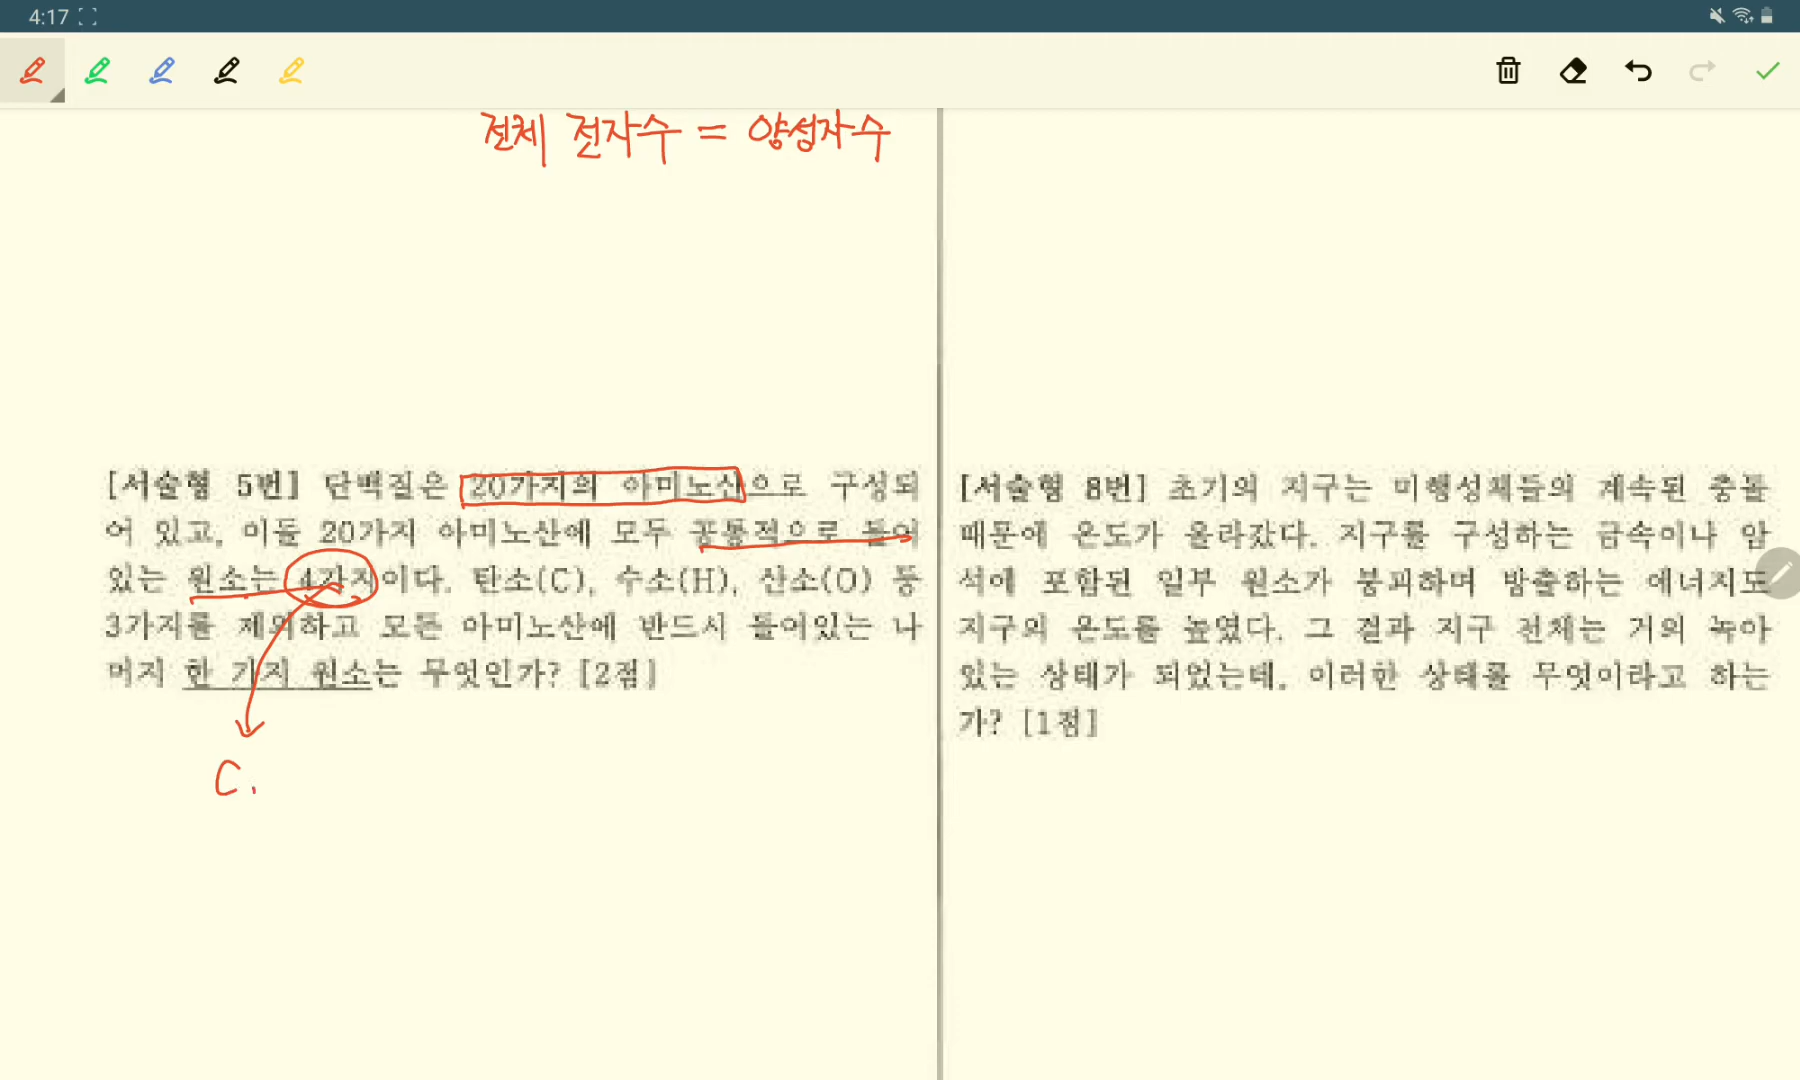 4:17
전체 전자수 = 양성자수
[서술형 5번] 단백질은 20가지의 아미노산으로 구성되
어 있고, 이들 20가지 아미노산에 모두 공통적으로 들어
있는 원소는 4가지이다. 탄소(C), 수소(H), 산소(O) 등
3가지를 제외하고 모든 아미노산에 반드시 들어있는 나
머지 한 가지 원소는 무엇인가? [2점]
C.
[서술형 8번] 초기의 지구는 미행성체들의 계속된 충돌
때문에 온도가 올라갔다. 지구를 구성하는 금속이나 암
석에 포함된 일부 원소가 붕괴하며 방출하는 에너지도
지구의 온도를 높였다. 그 결과 지구 전체는 거의 녹아
있는 상태가 되었는데, 이러한 상태를 무엇이라고 하는
가? [1점]